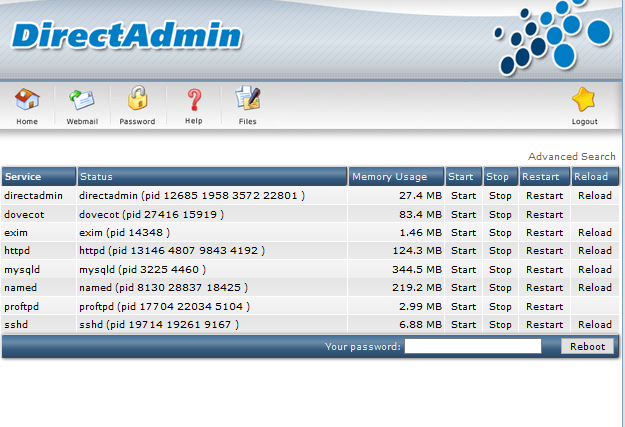 DirectAdmin
Home Webmail Password Help Files Logout
Advanced Search
Service Status Memory Usage Start Stop Restart Reload
directadmin directadmin (pid 12685 1958 3572 22801 ) 27.4 MB Start Stop Restart Reload
dovecot dovecot (pid 27416 15919 ) 83.4 MB Start Stop Restart
exim exim (pid 14348 ) 1.46 MB Start Stop Restart Reload
httpd httpd (pid 13146 4807 9843 4192 ) 124.3 MB Start Stop Restart Reload
mysqld mysqld (pid 3225 4460 ) 344.5 MB Start Stop Restart Reload
named named (pid 8130 28837 18425 ) 219.2 MB Start Stop Restart Reload
proftpd proftpd (pid 17704 22034 5104 ) 2.99 MB Start Stop Restart
sshd sshd (pid 19714 19261 9167 ) 6.88 MB Start Stop Restart Reload
Your password: Reboot